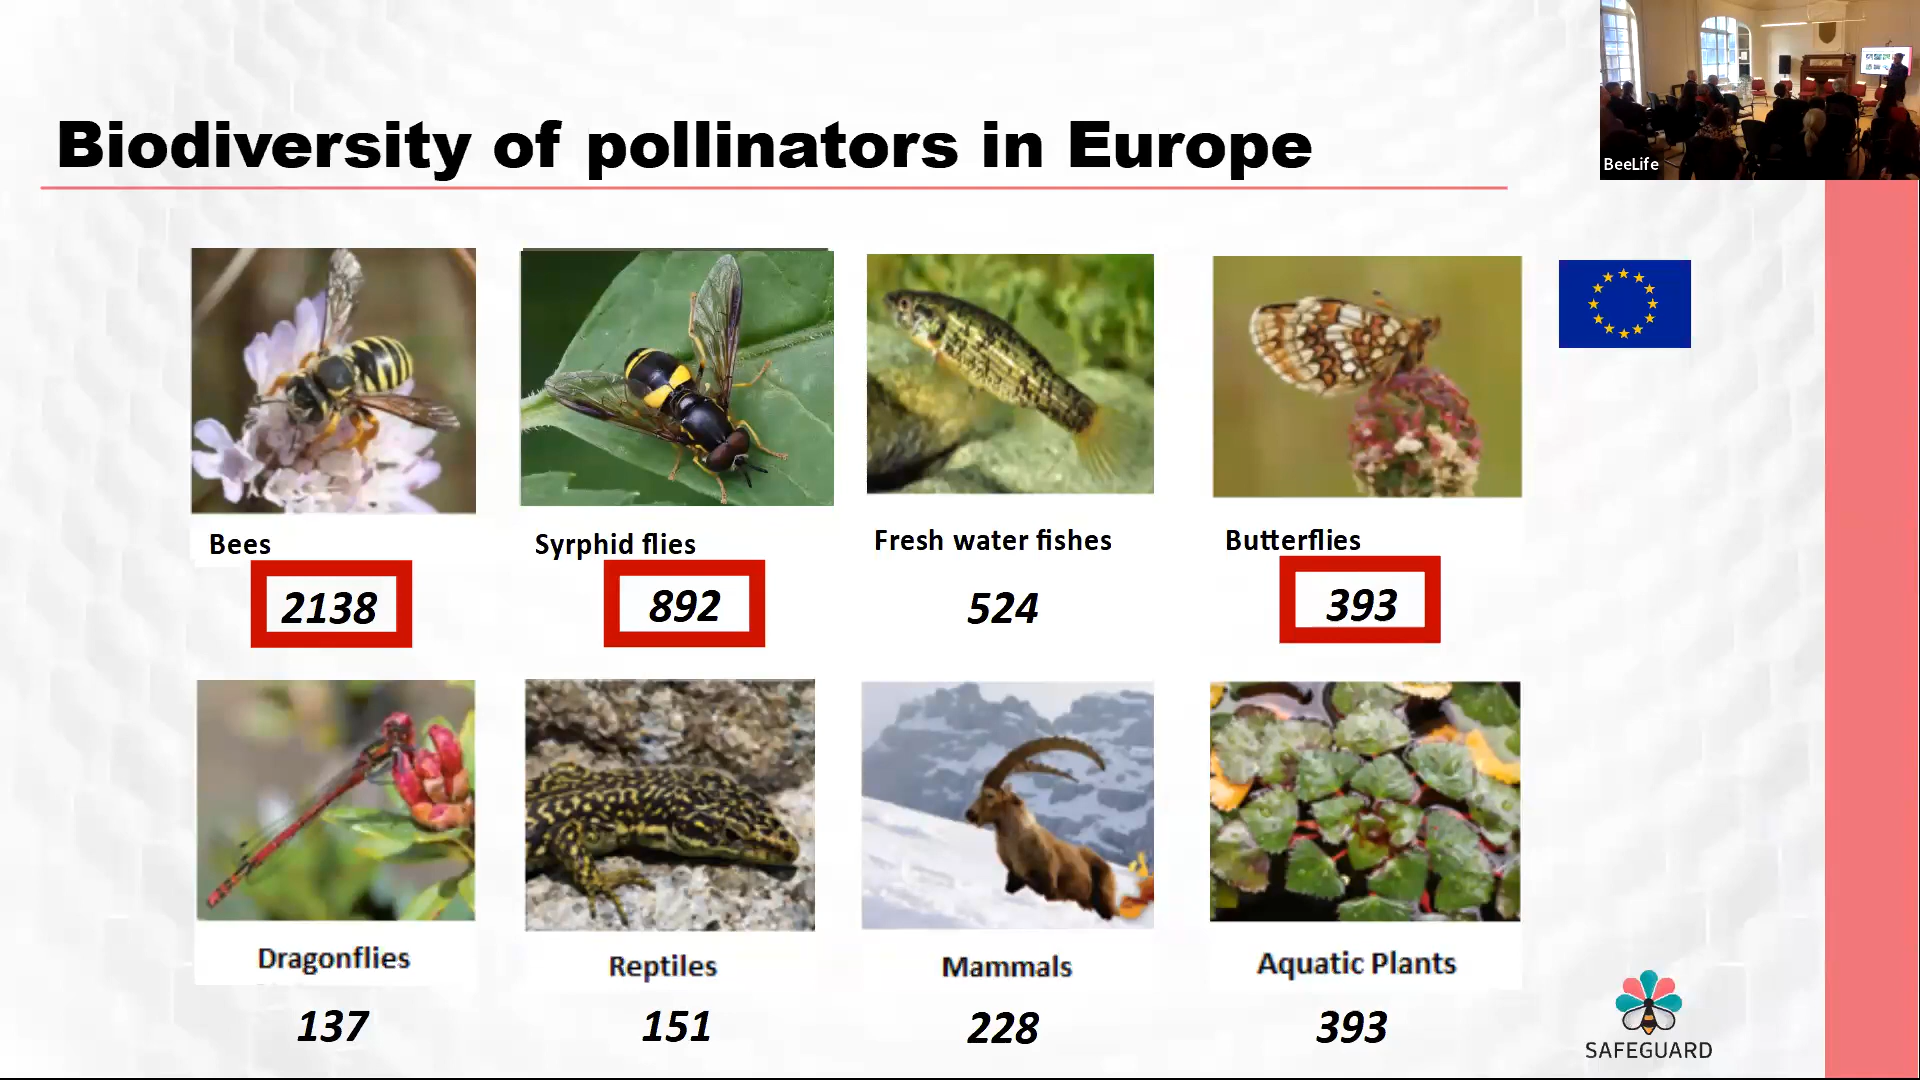 BeeLife
Biodiversity of pollinators in Europe
Bees
Syrphid flies
Fresh water fishes
Butterflies
2138
892
524
393
Dragonflies
Reptiles
Mammals
Aquatic Plants
137
151
228
393
SAFEGUARD